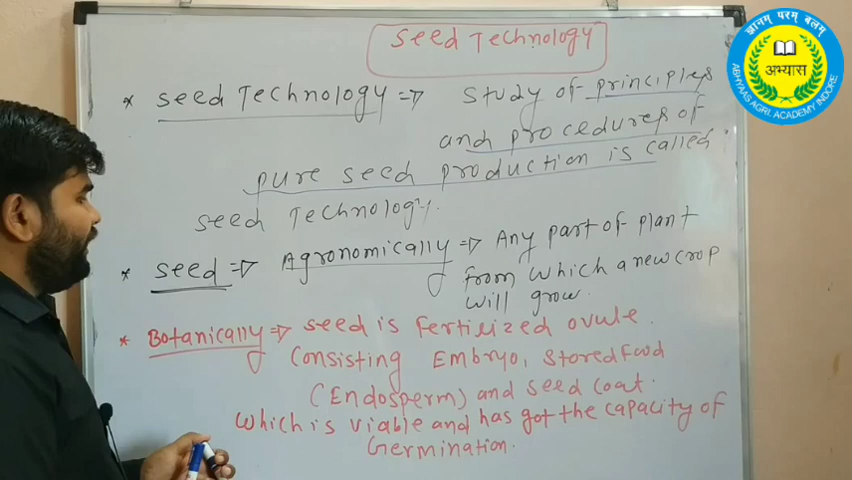 Seed Technology
* Seed Technology => Study of principles
and procedures of
pure seed production is called
seed Technology.
* Seed => Agronomically => Any part of plant
from which a new crop
will grow.
* Botanically => seed is fertilized ovule.
Consisting Embryo, stored food
(Endosperm) and seed coat.
which is viable and has got the capacity of
Germination.
ज्ञानम् परम् बलम्
अभ्यास
ABHYAAS AGRI. ACADEMY INDORE